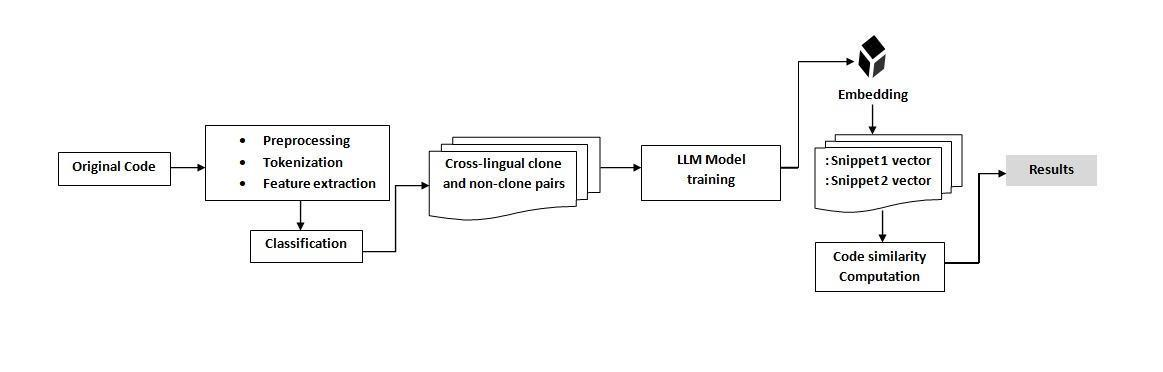 Original Code
• Preprocessing
• Tokenization
• Feature extraction
Classification
Cross-lingual clone
and non-clone pairs
LLM Model
training
Embedding
: Snippet 1 vector
: Snippet 2 vector
Code similarity
Computation
Results